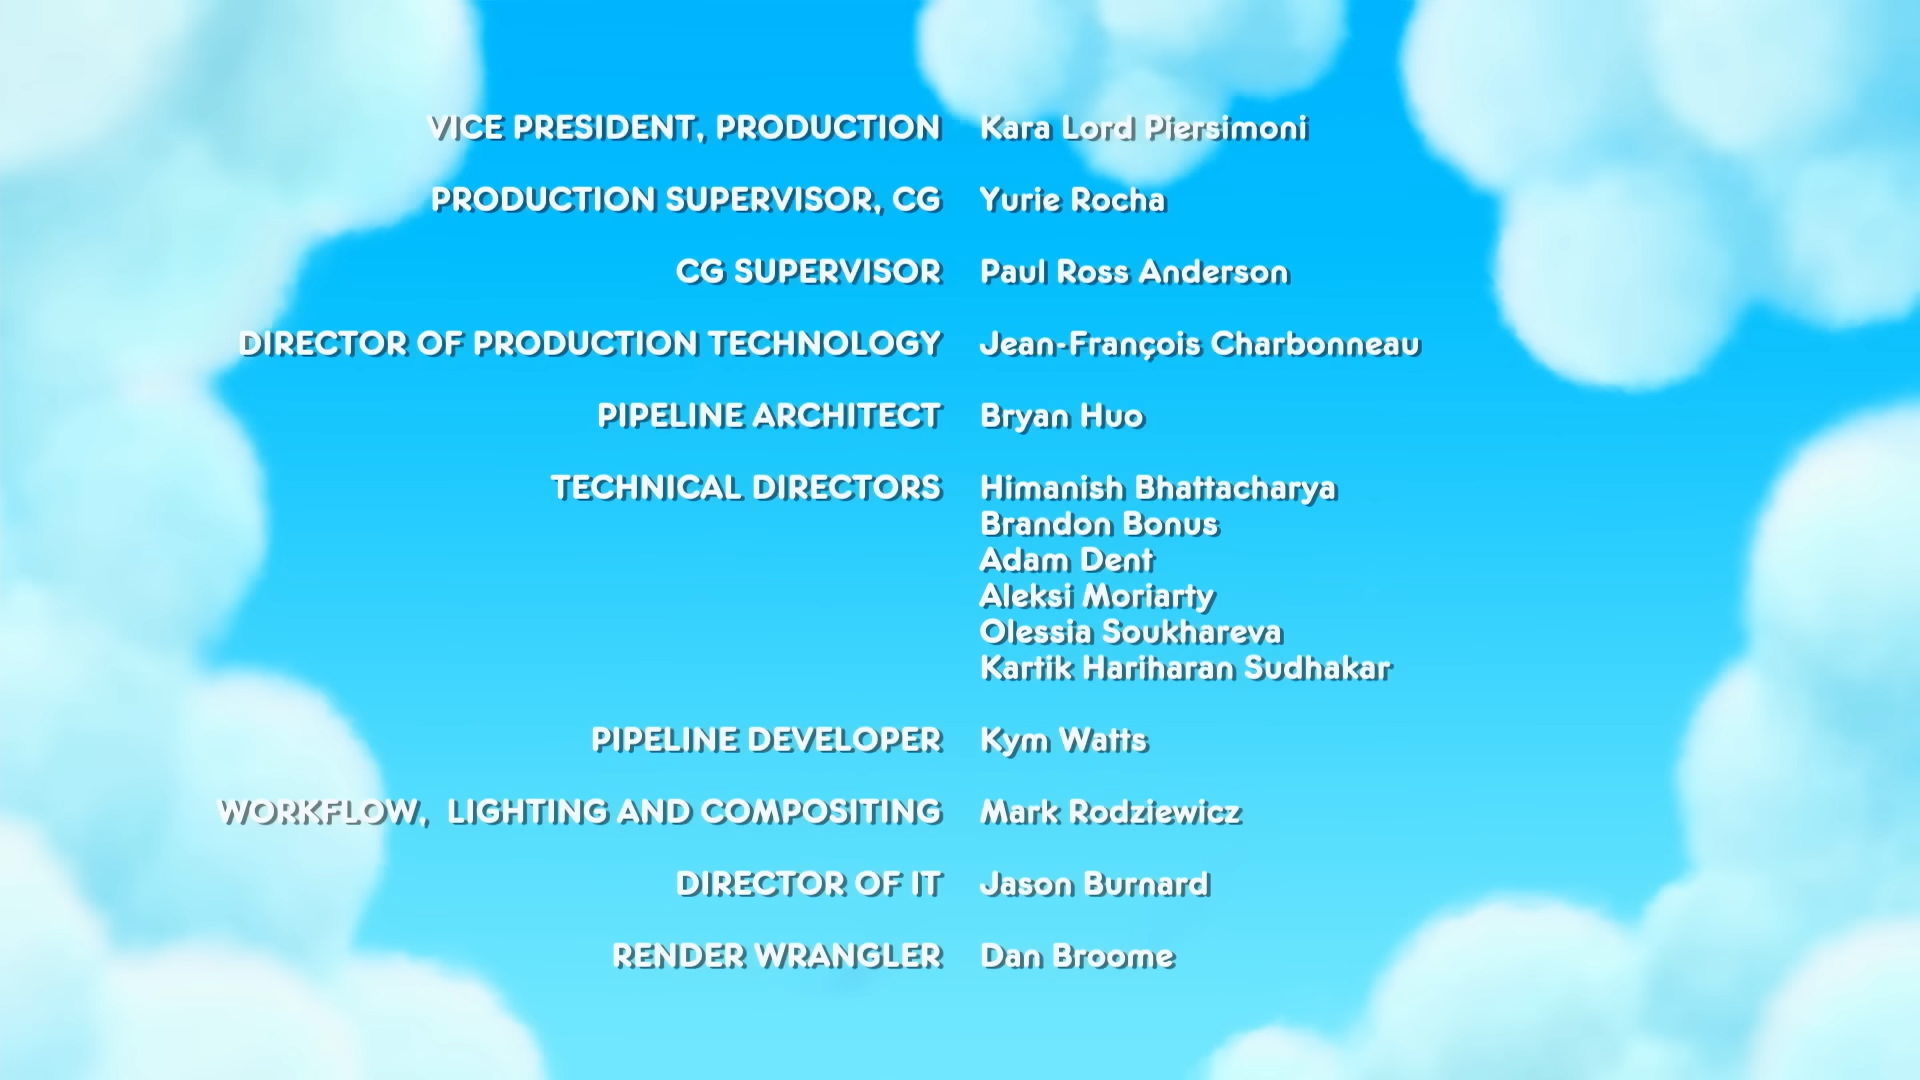 VICE PRESIDENT, PRODUCTION Kara Lord Piersimoni
PRODUCTION SUPERVISOR, CG Yurie Rocha
CG SUPERVISOR Paul Ross Anderson
DIRECTOR OF PRODUCTION TECHNOLOGY Jean-François Charbonneau
PIPELINE ARCHITECT Bryan Huo
TECHNICAL DIRECTORS Himanish Bhattacharya
Brandon Bonus
Adam Dent
Aleksi Moriarty
Olessia Soukhareva
Kartik Hariharan Sudhakar
PIPELINE DEVELOPER Kym Watts
WORKFLOW, LIGHTING AND COMPOSITING Mark Rodziewicz
DIRECTOR OF IT Jason Burnard
RENDER WRANGLER Dan Broome